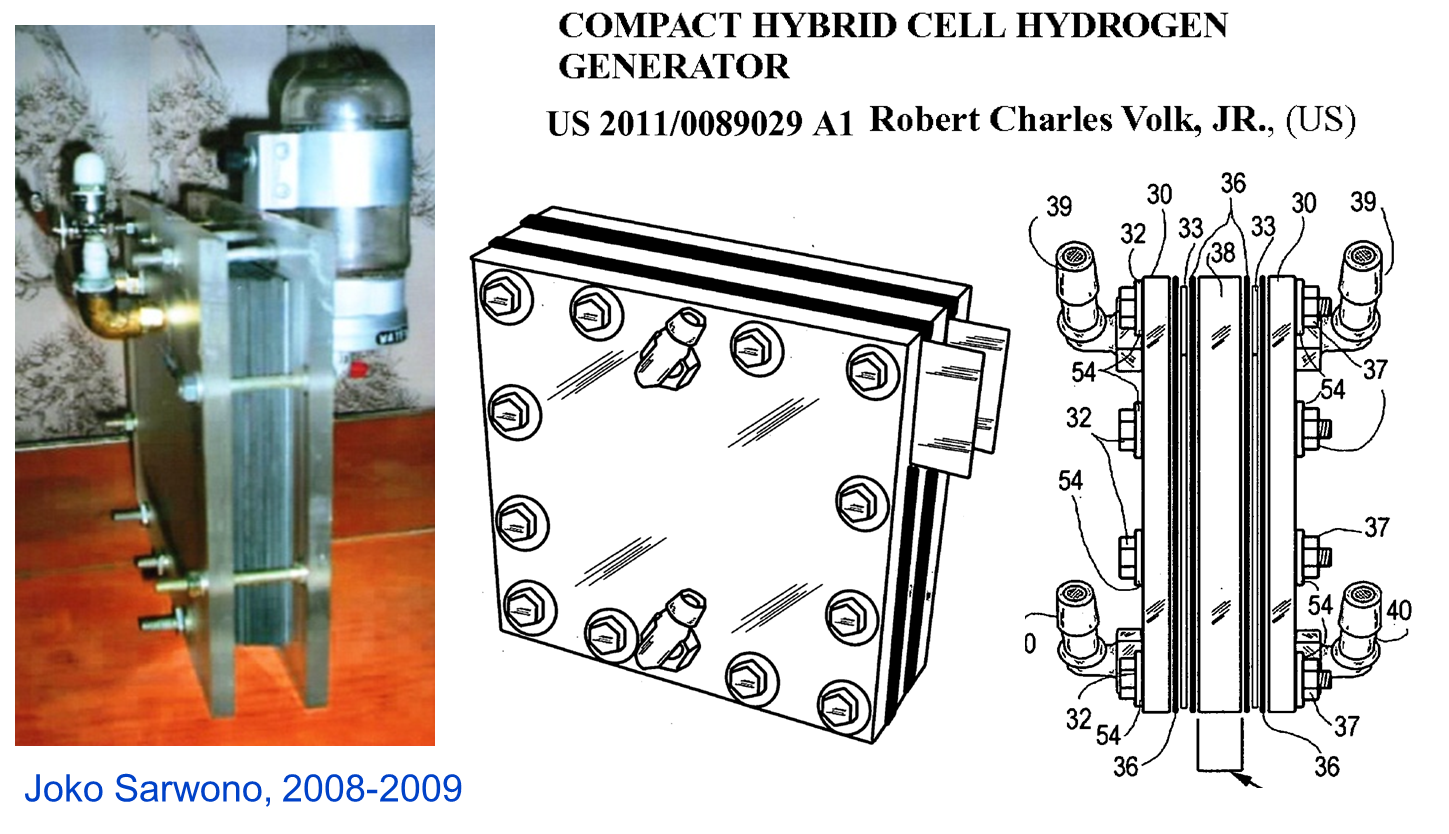 COMPACT HYBRID CELL HYDROGEN
GENERATOR
US 2011/0089029 A1 Robert Charles Volk, JR., (US)
36
39 30 30 39
32 33 33
38
54 54 37
32
54
37
54 40
0
32 54 37
36 36
Joko Sarwono, 2008-2009